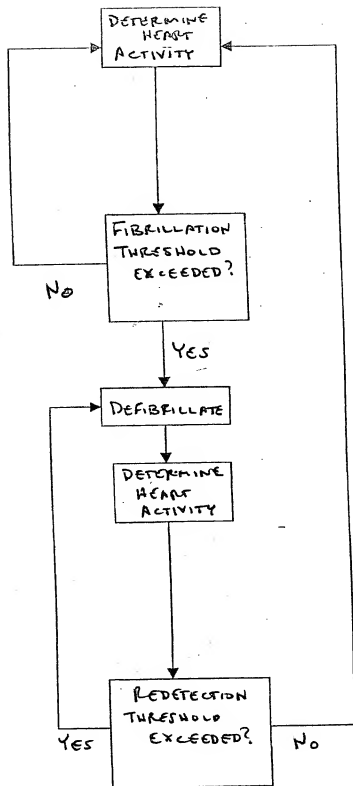 DETERMINE
HEART
ACTIVITY
FIBRILLATION
THRESHOLD
EXCEEDED?
NO
YES
DEFIBRILLATE
DETERMINE
HEART
ACTIVITY
REDETECTION
THRESHOLD
EXCEEDED?
YES
NO